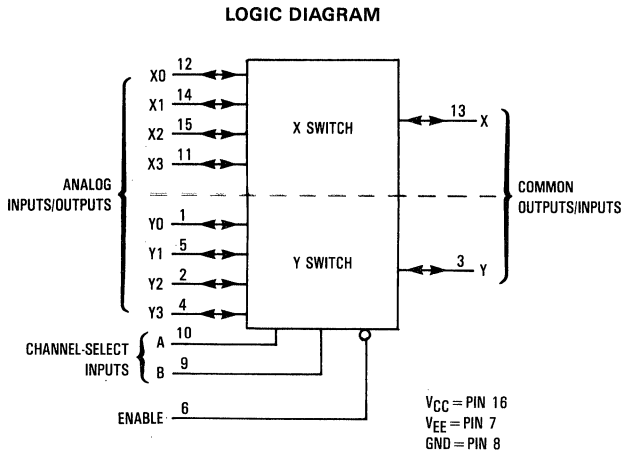 LOGIC DIAGRAM
X0 12
X1 14
X2 15
X3 11
X SWITCH
13 X
ANALOG
INPUTS/OUTPUTS
COMMON
OUTPUTS/INPUTS
Y0 1
Y1 5
Y2 2
Y3 4
Y SWITCH
3 Y
CHANNEL-SELECT
INPUTS
A 10
B 9
ENABLE 6
VCC = PIN 16
VEE = PIN 7
GND = PIN 8